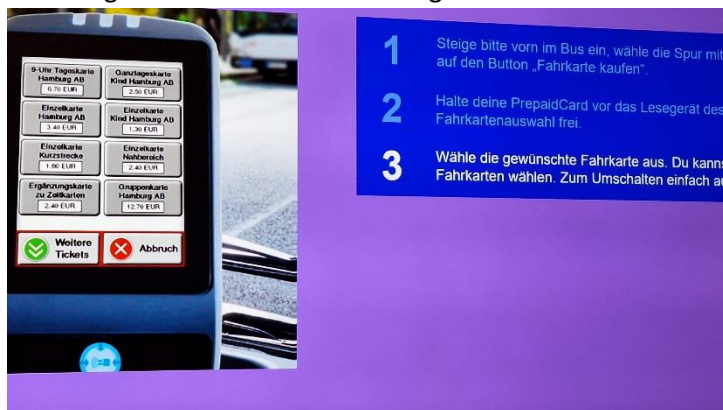 9-Uhr Tageskarte
Hamburg AB
6.70 EUR
Ganztageskarte
Kind Hamburg AB
2.50 EUR
Einzelkarte
Hamburg AB
3.40 EUR
Einzelkarte
Kind Hamburg AB
1.30 EUR
Einzelkarte
Kurzstrecke
1.80 EUR
Einzelkarte
Nahbereich
2.40 EUR
Ergänzungskarte
zu Zeitkarten
2.40 EUR
Gruppenkarte
Hamburg AB
12.70 EUR
Weitere
Tickets
Abbruch
1 Steige bitte vorn im Bus ein, wähle die Spur mit
auf den Button „Fahrkarte kaufen“.
2 Halte deine PrepaidCard vor das Lesegerät des
Fahrkartenauswahl frei.
3 Wähle die gewünschte Fahrkarte aus. Du kanns
Fahrkarten wählen. Zum Umschalten einfach au